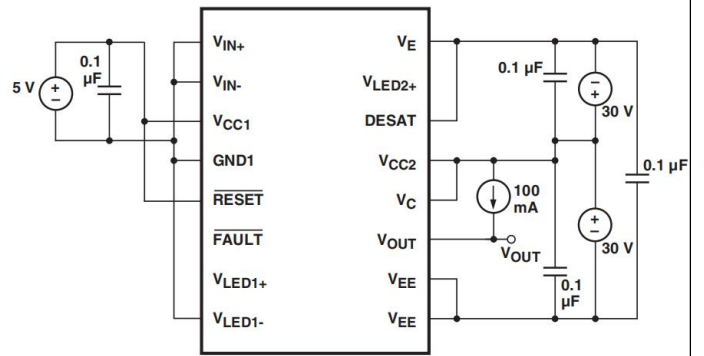 5 V
0.1
µF
VIN+
VIN-
VCC1
GND1
RESET
FAULT
VLED1+
VLED1-
VE
VLED2+
DESAT
VCC2
VC
VOUT
VEE
VEE
0.1 µF
30 V
0.1 µF
100
mA
VOUT
30 V
0.1
µF